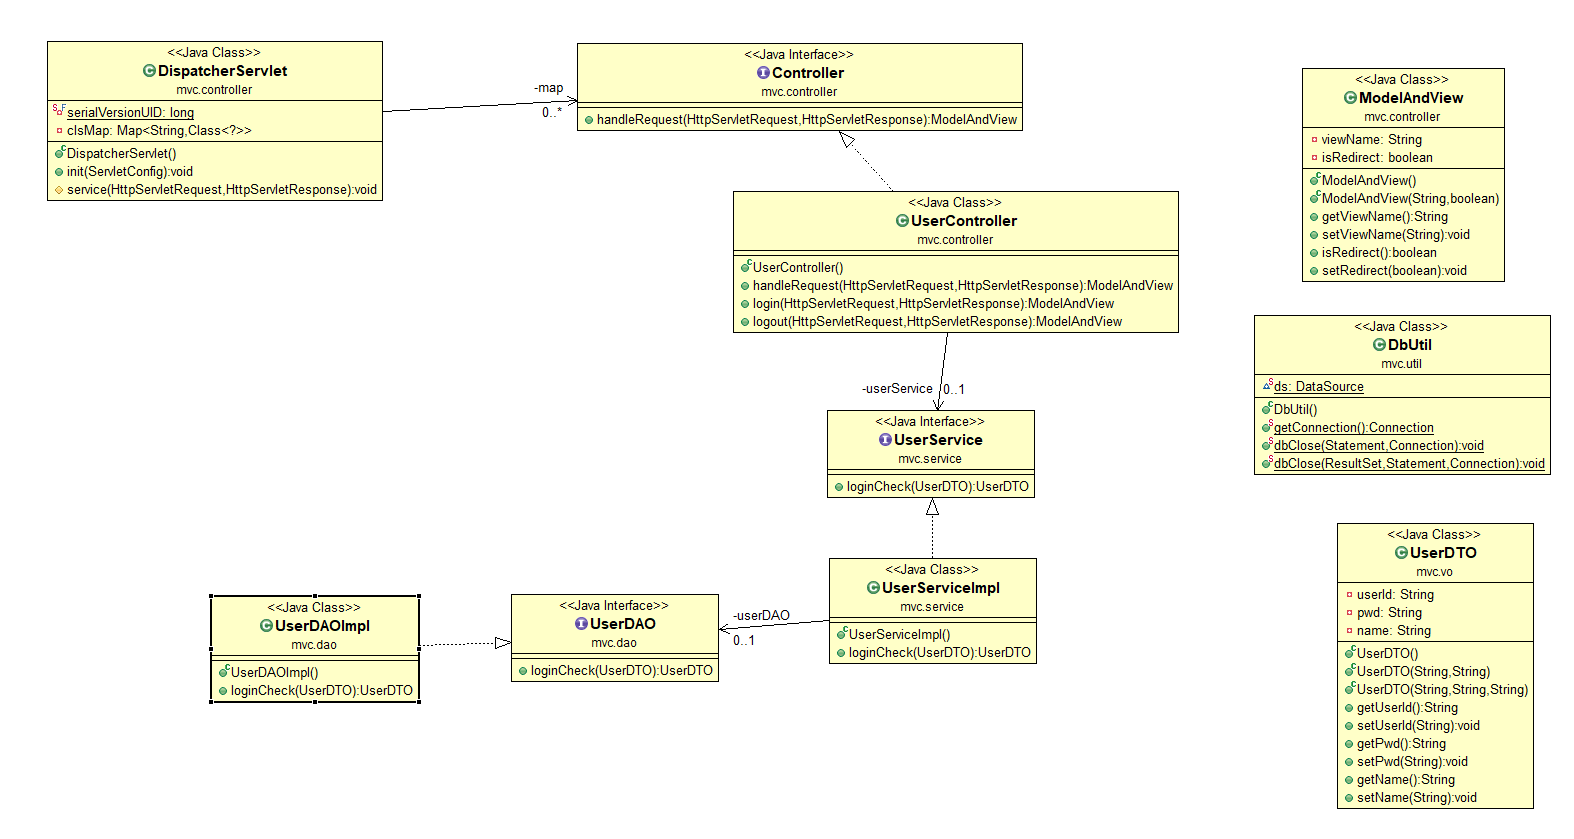 <<Java Class>>
DispatcherServlet
mvc.controller
serialVersionUID: long
clsMap: Map<String,Class<?>>
DispatcherServlet()
init(ServletConfig):void
service(HttpServletRequest,HttpServletResponse):void
-map
0..*
<<Java Interface>>
Controller
mvc.controller
handleRequest(HttpServletRequest,HttpServletResponse):ModelAndView
<<Java Class>>
UserController
mvc.controller
UserController()
handleRequest(HttpServletRequest,HttpServletResponse):ModelAndView
login(HttpServletRequest,HttpServletResponse):ModelAndView
logout(HttpServletRequest,HttpServletResponse):ModelAndView
-userService
0..1
<<Java Interface>>
UserService
mvc.service
loginCheck(UserDTO):UserDTO
<<Java Class>>
UserServiceImpl
mvc.service
UserServiceImpl()
loginCheck(UserDTO):UserDTO
-userDAO
0..1
<<Java Interface>>
UserDAO
mvc.dao
loginCheck(UserDTO):UserDTO
<<Java Class>>
UserDAOImpl
mvc.dao
UserDAOImpl()
loginCheck(UserDTO):UserDTO
<<Java Class>>
ModelAndView
mvc.controller
viewName: String
isRedirect: boolean
ModelAndView()
ModelAndView(String,boolean)
getViewName():String
setViewName(String):void
isRedirect():boolean
setRedirect(boolean):void
<<Java Class>>
DbUtil
mvc.util
ds: DataSource
DbUtil()
getConnection():Connection
dbClose(Statement,Connection):void
dbClose(ResultSet,Statement,Connection):void
<<Java Class>>
UserDTO
mvc.vo
userId: String
pwd: String
name: String
UserDTO()
UserDTO(String,String)
UserDTO(String,String,String)
getUserId():String
setUserId(String):void
getPwd():String
setPwd(String):void
getName():String
setName(String):void